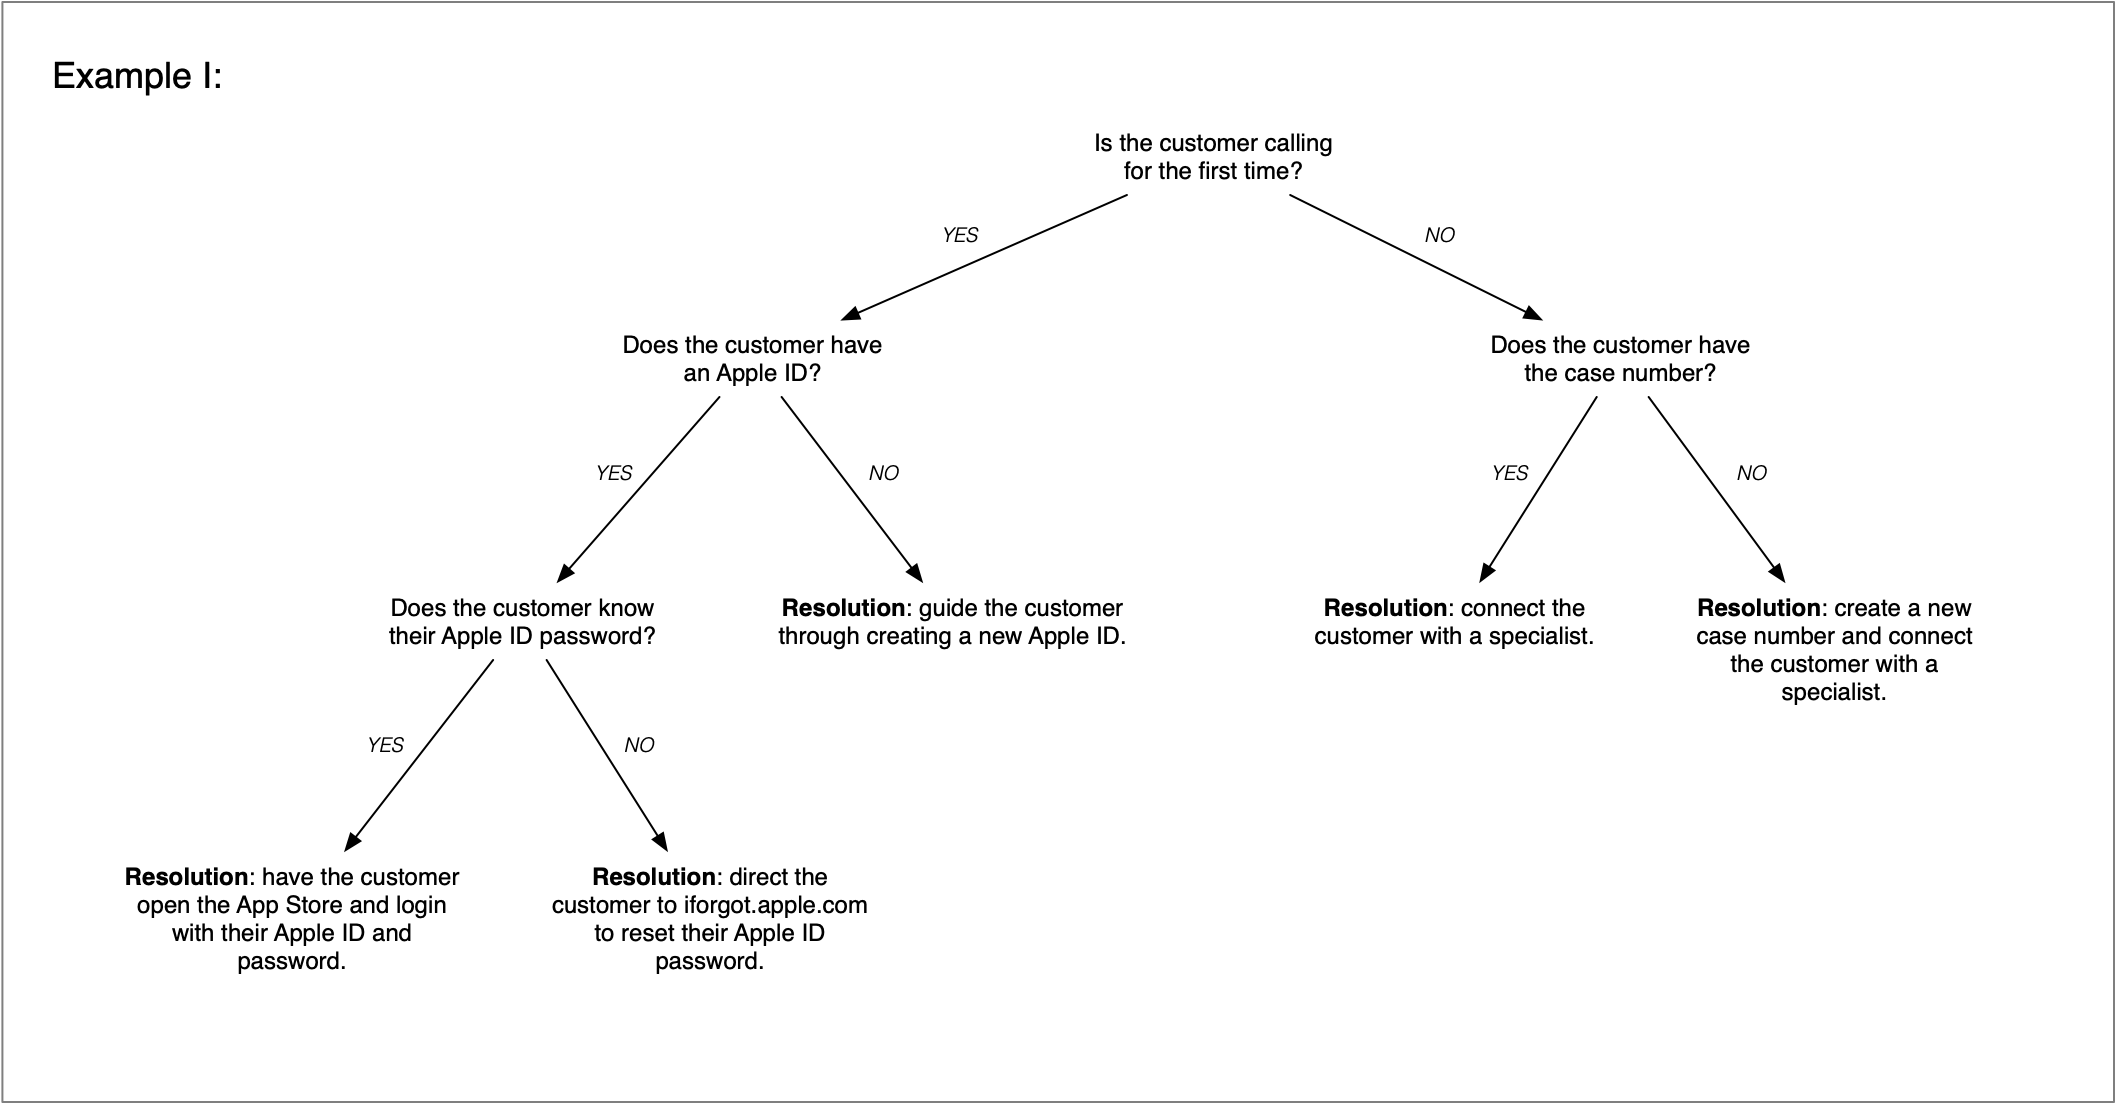 Example I:
Is the customer calling
for the first time?
YES
NO
Does the customer have
an Apple ID?
Does the customer have
the case number?
YES
NO
YES
NO
Does the customer know
their Apple ID password?
Resolution: guide the customer
through creating a new Apple ID.
Resolution: connect the
customer with a specialist.
Resolution: create a new
case number and connect
the customer with a
specialist.
YES
NO
Resolution: have the customer
open the App Store and login
with their Apple ID and
password.
Resolution: direct the
customer to iforgot.apple.com
to reset their Apple ID
password.